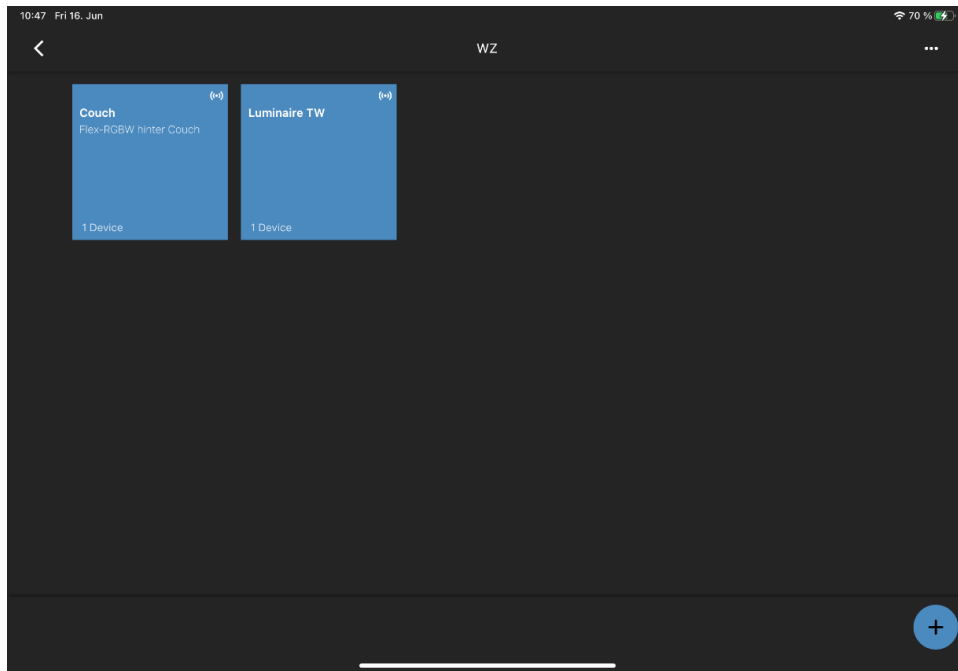 10:47 Fri 16. Jun
70 %
WZ
Couch
Flex-RGBW hinter Couch
1 Device
Luminaire TW
1 Device